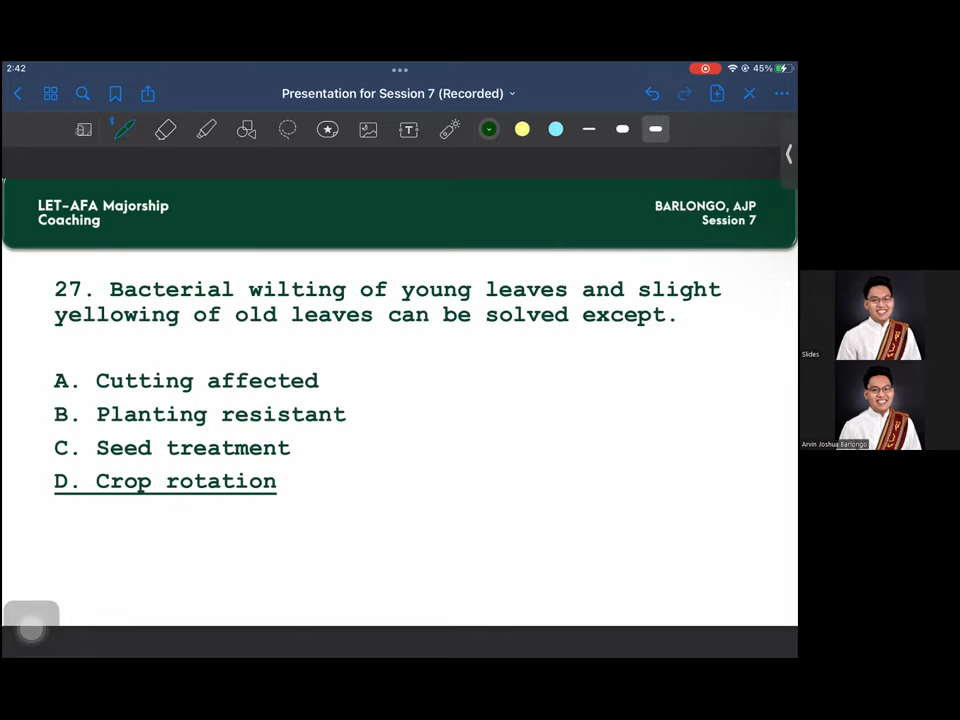 2:42
45%
Presentation for Session 7 (Recorded)
T
LET-AFA Majorship
Coaching
BARLONGO, AJP
Session 7
27. Bacterial wilting of young leaves and slight
yellowing of old leaves can be solved except.
A. Cutting affected
B. Planting resistant
C. Seed treatment
D. Crop rotation
Slides
Arvin Joshua Barlongo